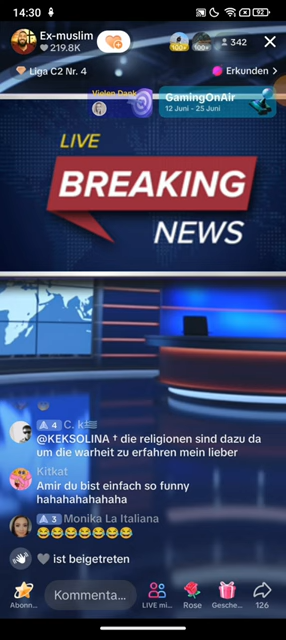 14:30
92
Ex-muslim
219.8K
100+
100+
342
Liga C2 Nr. 4
Erkunden >
Vielen Dank
GamingOnAir
12 Juni - 25 Juni
LIVE
BREAKING
NEWS
4 C. k
@KEKSOLINA † die religionen sind dazu da
um die warheit zu erfahren mein lieber
Kitkat
Amir du bist einfach so funny
hahahahahahaha
3 Monika La Italiana
😂😂😂😂😂😂😂
🩶 ist beigetreten
Kommenta...
Abonn...
LIVE mi...
Rose
Gesche...
126